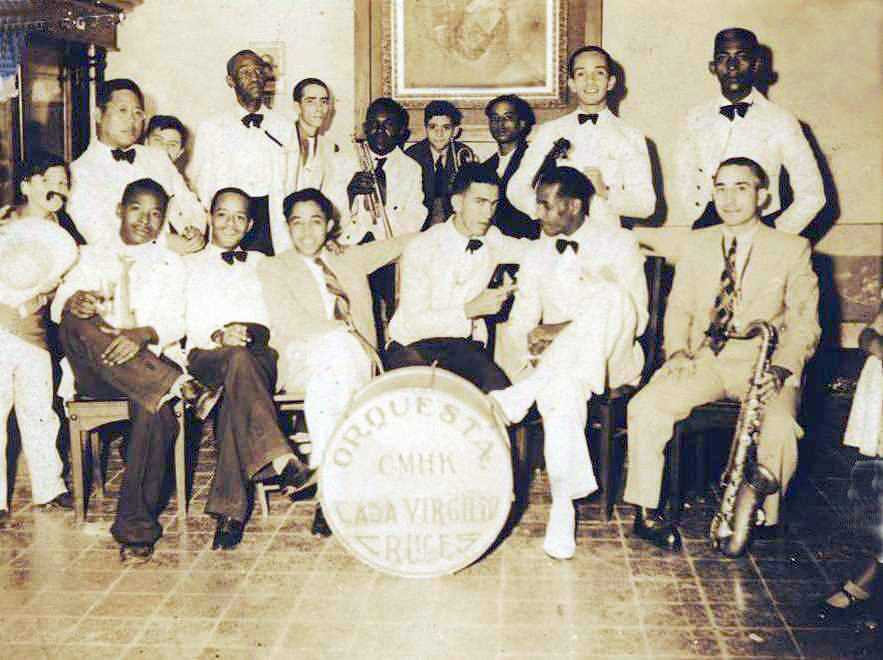 ORQUESTA
CMHK
CASA VIRGILIO
CRUCES